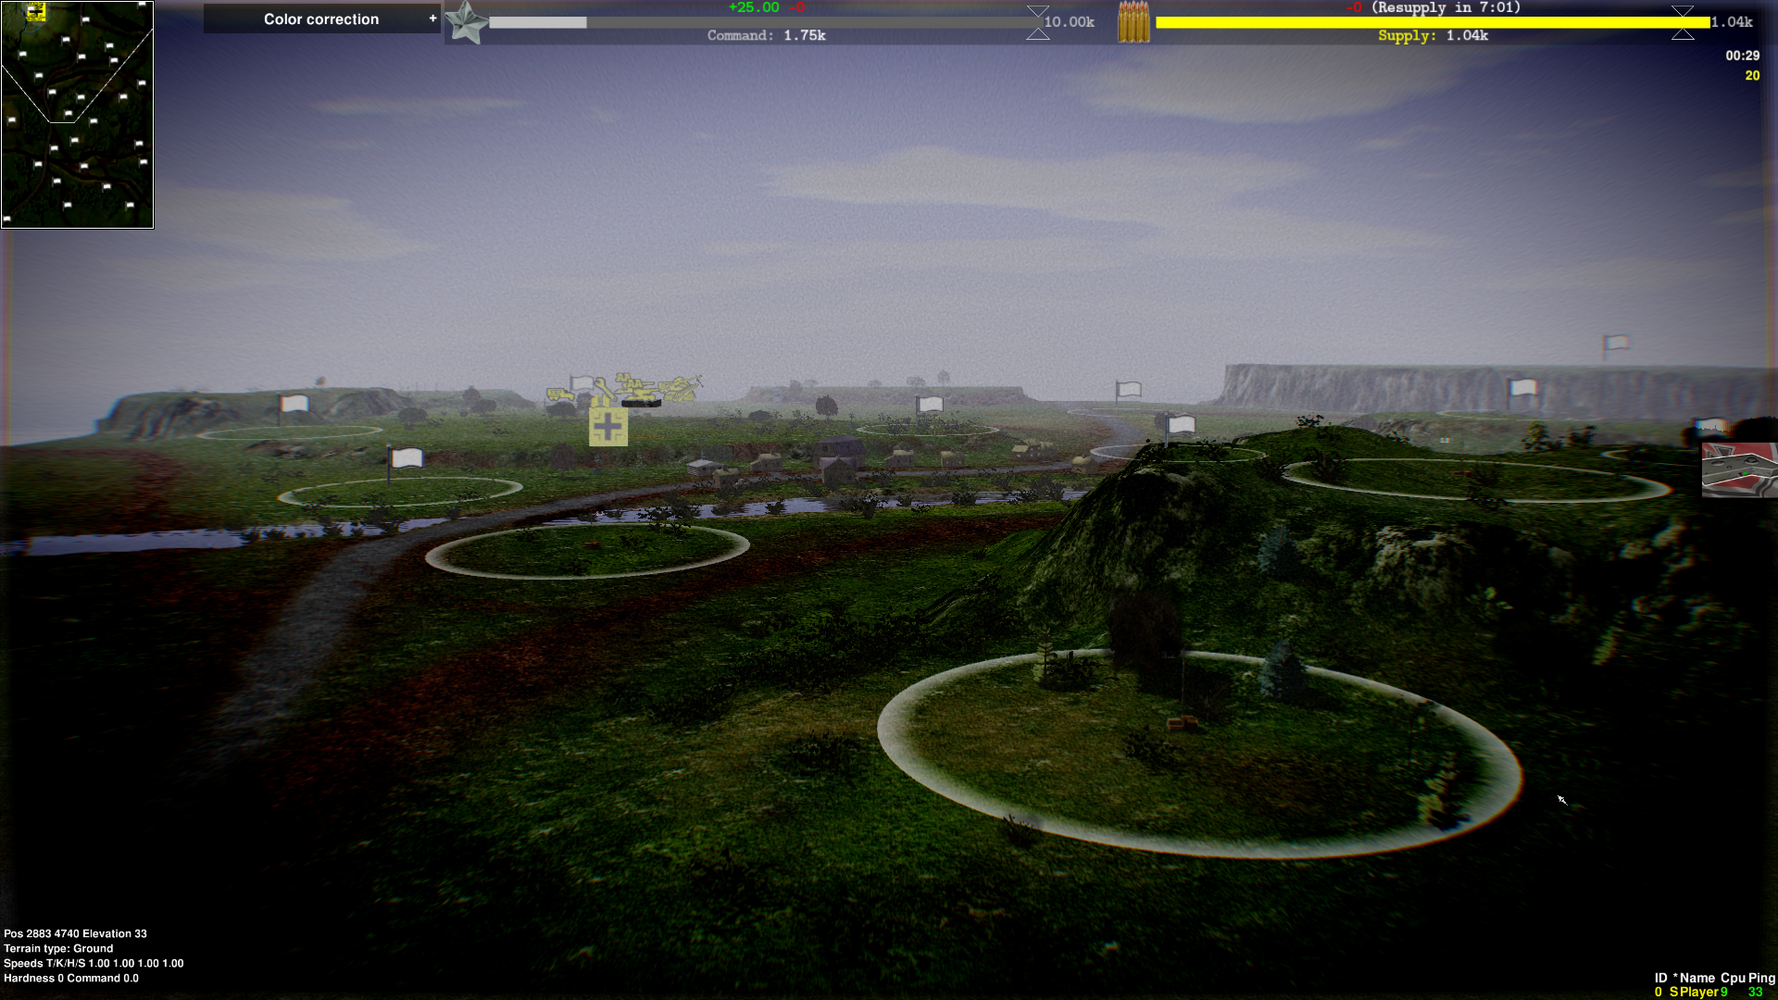 Color correction +
+25.00 -0
10.00k
Command: 1.75k
-0 (Resupply in 7:01)
1.04k
Supply: 1.04k
00:29
20
Pos 2883 4740 Elevation 33
Terrain type: Ground
Speeds T/K/H/S 1.00 1.00 1.00 1.00
Hardness 0 Command 0.0
ID *Name Cpu Ping
0 SPlayer 9 33